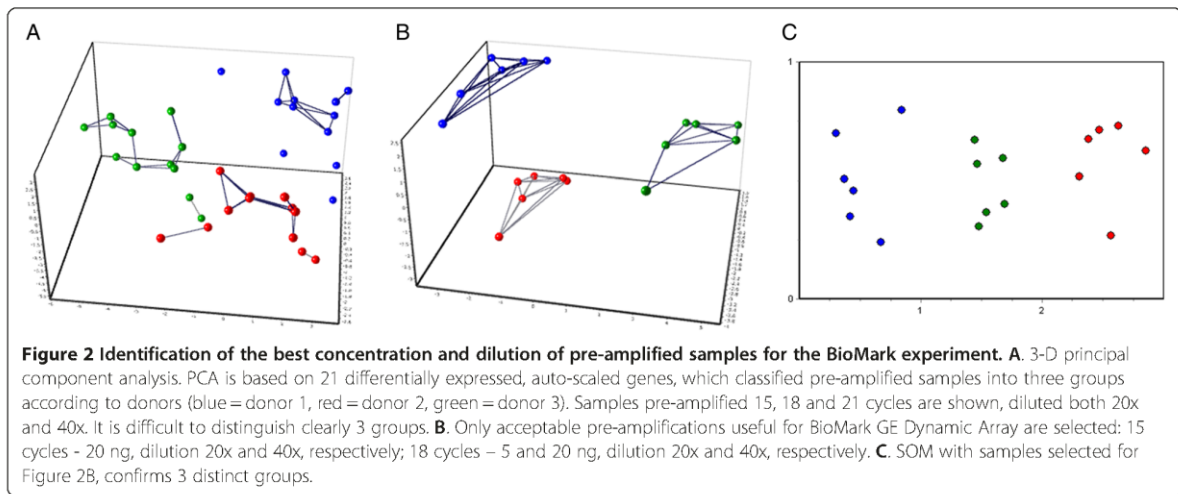 A
B
C
1
0
1
2
Figure 2 Identification of the best concentration and dilution of pre-amplified samples for the BioMark experiment. A. 3-D principal
component analysis. PCA is based on 21 differentially expressed, auto-scaled genes, which classified pre-amplified samples into three groups
according to donors (blue = donor 1, red = donor 2, green = donor 3). Samples pre-amplified 15, 18 and 21 cycles are shown, diluted both 20x
and 40x. It is difficult to distinguish clearly 3 groups. B. Only acceptable pre-amplifications useful for BioMark GE Dynamic Array are selected: 15
cycles - 20 ng, dilution 20x and 40x, respectively; 18 cycles – 5 and 20 ng, dilution 20x and 40x, respectively. C. SOM with samples selected for
Figure 2B, confirms 3 distinct groups.